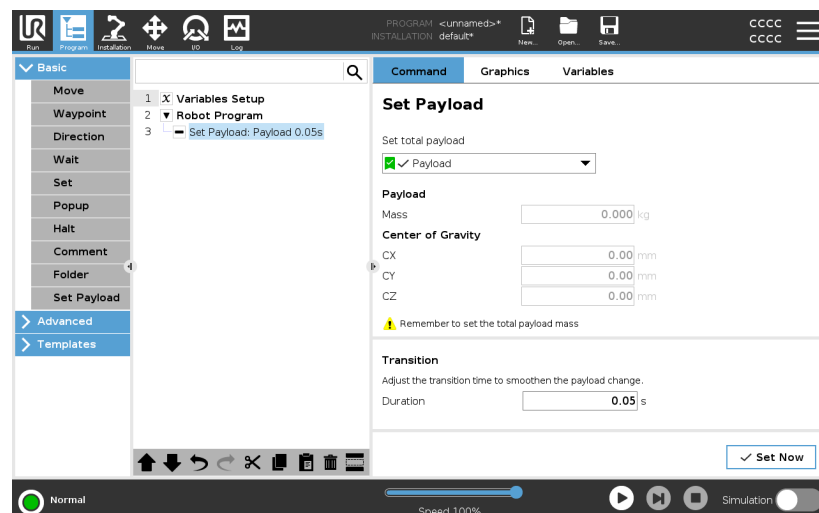 UR
Run
Program
Installation
Move
I/O
Log
PROGRAM <unnamed>*
INSTALLATION default*
New...
Open...
Save...
CCCC
CCCC
Basic
Move
Waypoint
Direction
Wait
Set
Popup
Halt
Comment
Folder
Set Payload
Advanced
Templates
1 X Variables Setup
2 Robot Program
3 Set Payload: Payload 0.05s
Command Graphics Variables
Set Payload
Set total payload
Payload
Payload
Mass 0.000 kg
Center of Gravity
CX 0.00 mm
CY 0.00 mm
CZ 0.00 mm
Remember to set the total payload mass
Transition
Adjust the transition time to smoothen the payload change.
Duration 0.05 s
Set Now
Normal
Speed 100%
Simulation